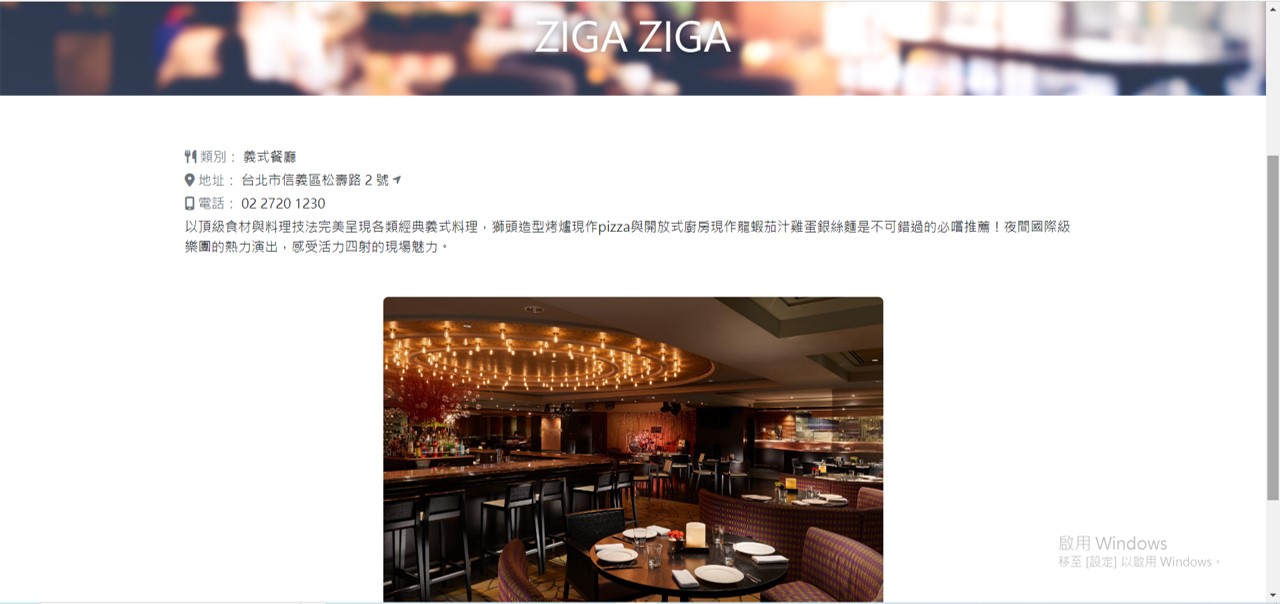 ZIGA ZIGA
類別： 義式餐廳
地址： 台北市信義區松壽路 2 號
電話： 02 2720 1230
以頂級食材與料理技法完美呈現各類經典義式料理，獅頭造型烤爐現作pizza與開放式廚房現作龍蝦茄汁雞蛋銀絲麵是不可錯過的必嚐推薦！夜間國際級
樂團的熱力演出，感受活力四射的現場魅力。
啟用 Windows
移至 [設定] 以啟用 Windows。